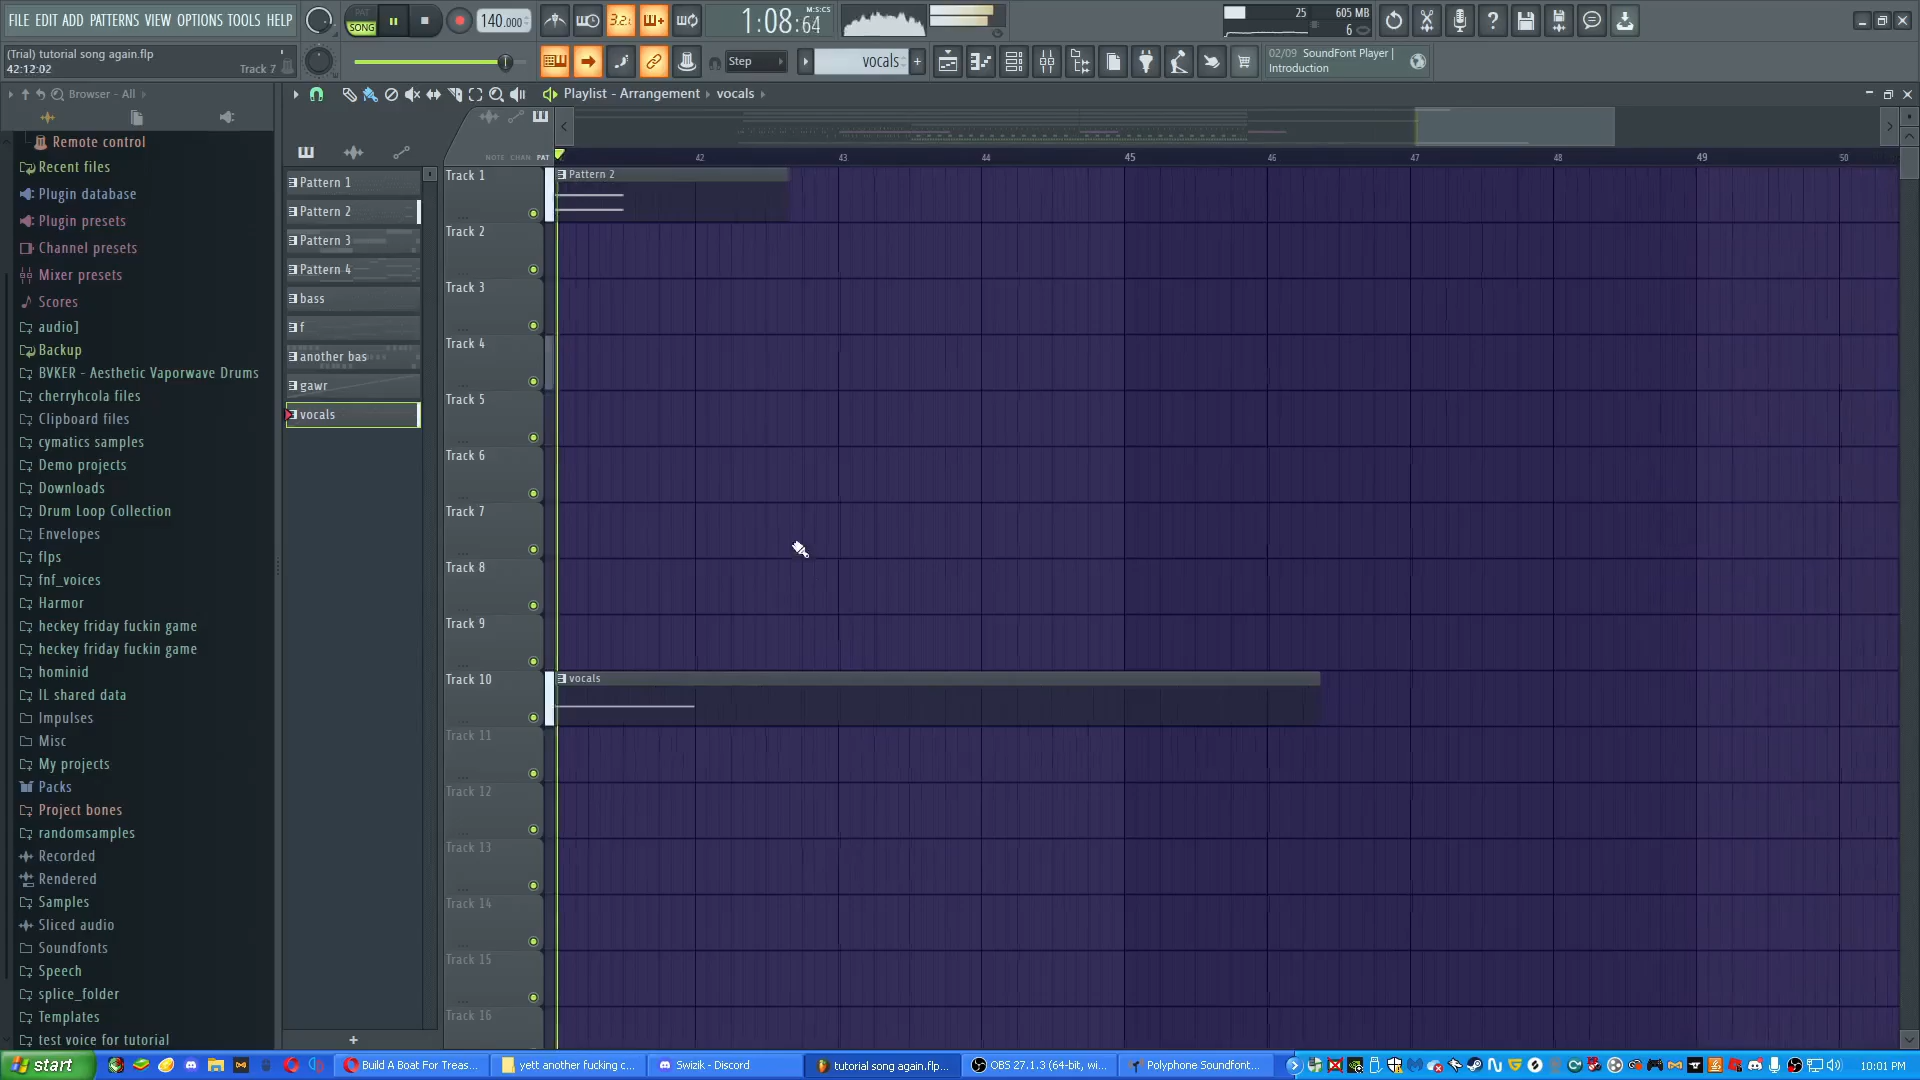 FILE EDIT ADD PATTERNS VIEW OPTIONS TOOLS HELP
PAT
SONG
140.000
3.2.
1:08:64
M:S:CS
25
605 MB
6
(Trial) tutorial song again.flp
42:12:02
Track 7
Step
vocals
02/09 SoundFont Player |
Introduction
Browser - All
Playlist - Arrangement
vocals
Remote control
Recent files
Plugin database
Plugin presets
Channel presets
Mixer presets
Scores
audio]
Backup
BVKER - Aesthetic Vaporwave Drums
cherryhcola files
Clipboard files
cymatics samples
Demo projects
Downloads
Drum Loop Collection
Envelopes
flps
fnf_voices
Harmor
heckey friday fuckin game
heckey friday fuckin game
hominid
IL shared data
Impulses
Misc
My projects
Packs
Project bones
randomsamples
Recorded
Rendered
Samples
Sliced audio
Soundfonts
Speech
splice_folder
Templates
test voice for tutorial
Pattern 1
Pattern 2
Pattern 3
Pattern 4
bass
f
another bas
gawr
vocals
NOTE CHAN PAT
42
43
44
45
46
47
48
49
50
Track 1
Track 2
Track 3
Track 4
Track 5
Track 6
Track 7
Track 8
Track 9
Track 10
Track 11
Track 12
Track 13
Track 14
Track 15
Track 16
Pattern 2
vocals
start
Build A Boat For Treas...
yett another fucking c...
Swizik - Discord
tutorial song again.flp...
OBS 27.1.3 (64-bit, wi...
Polyphone Soundfont...
10:01 PM